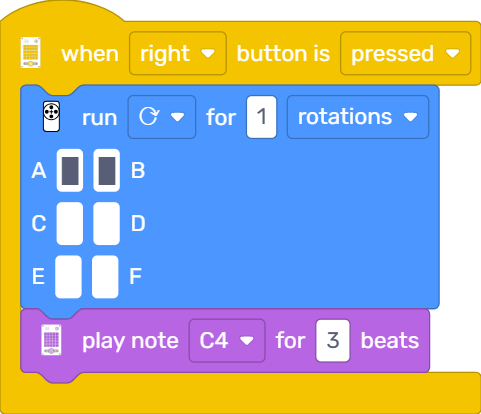 when right button is pressed
run for 1 rotations
A B
C D
E F
play note C4 for 3 beats